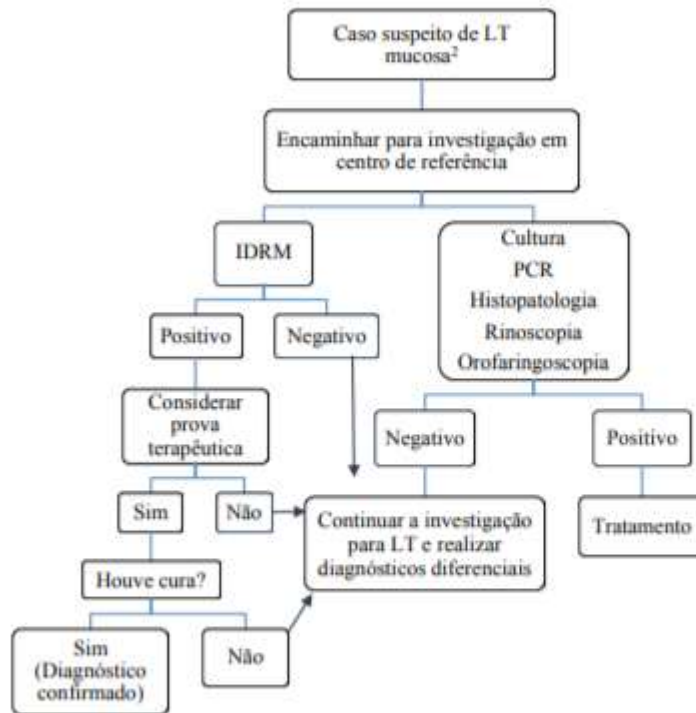 Caso suspeito de LT
mucosa²
Encaminhar para investigação em
centro de referência
IDRM
Cultura
PCR
Histopatologia
Rinoscopia
Orofaringoscopia
Positivo
Negativo
Considerar
prova
terapêutica
Negativo
Positivo
Sim
Não
Continuar a investigação
para LT e realizar
diagnósticos diferenciais
Tratamento
Houve cura?
Sim
(Diagnóstico
confirmado)
Não